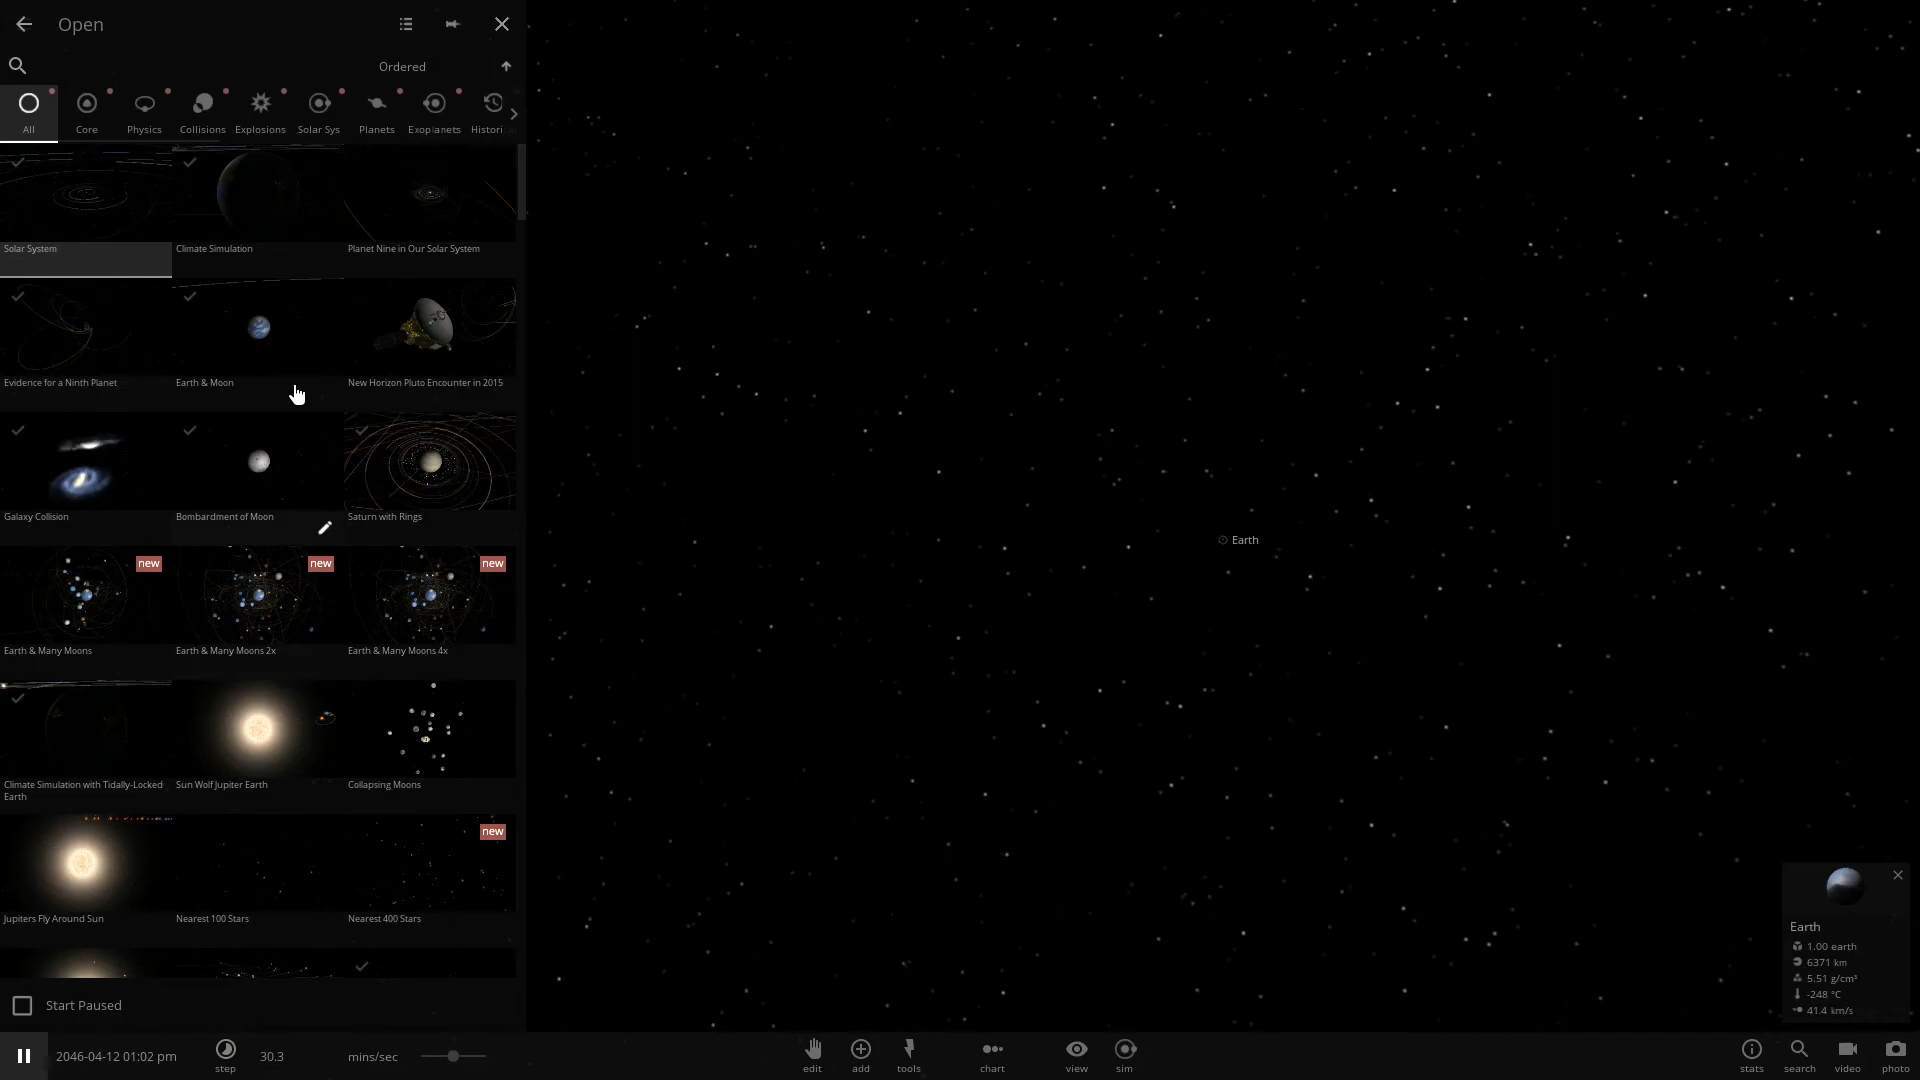 Open
Ordered
All
Core
Physics
Collisions
Explosions
Solar Sys
Planets
Exoplanets
Histori
Solar System
Climate Simulation
Planet Nine in Our Solar System
Evidence for a Ninth Planet
Earth & Moon
New Horizon Pluto Encounter in 2015
Galaxy Collision
Bombardment of Moon
Saturn with Rings
new
new
new
Earth & Many Moons
Earth & Many Moons 2x
Earth & Many Moons 4x
Climate Simulation with Tidally-Locked
Earth
Sun Wolf Jupiter Earth
Collapsing Moons
new
Jupiters Fly Around Sun
Nearest 100 Stars
Nearest 400 Stars
Start Paused
Earth
Earth
1.00 earth
6371 km
5.51 g/cm³
-248 °C
41.4 km/s
2046-04-12 01:02 pm
step
30.3
mins/sec
edit
add
tools
chart
view
sim
stats
search
video
photo